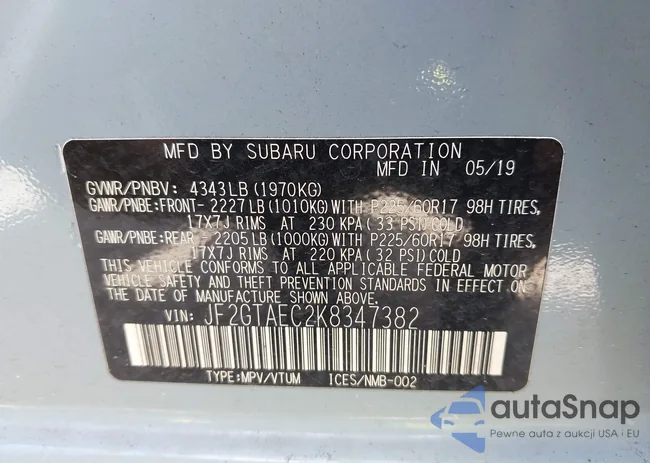 MFD BY SUBARU CORPORATION
MFD IN 05/19
GVWR/PNBV: 4343LB (1970KG)
GAWR/PNBE:FRONT- 2227LB (1010KG)WITH P225/60R17 98H TIRES,
17X7J RIMS AT 230 KPA (33 PSI)COLD
GAWR/PNBE:REAR- 2205LB (1000KG)WITH P225/60R17 98H TIRES,
17X7J RIMS AT 220 KPA (32 PSI)COLD
THIS VEHICLE CONFORMS TO ALL APPLICABLE FEDERAL MOTOR
VEHICLE SAFETY AND THEFT PREVENTION STANDARDS IN EFFECT ON
THE DATE OF MANUFACTURE SHOWN ABOVE.
VIN: JF2GTAEC2K8347382
TYPE:MPV/VTUM ICES/NMB-002
autaSnap
Pewne auta z aukcji USA i EU